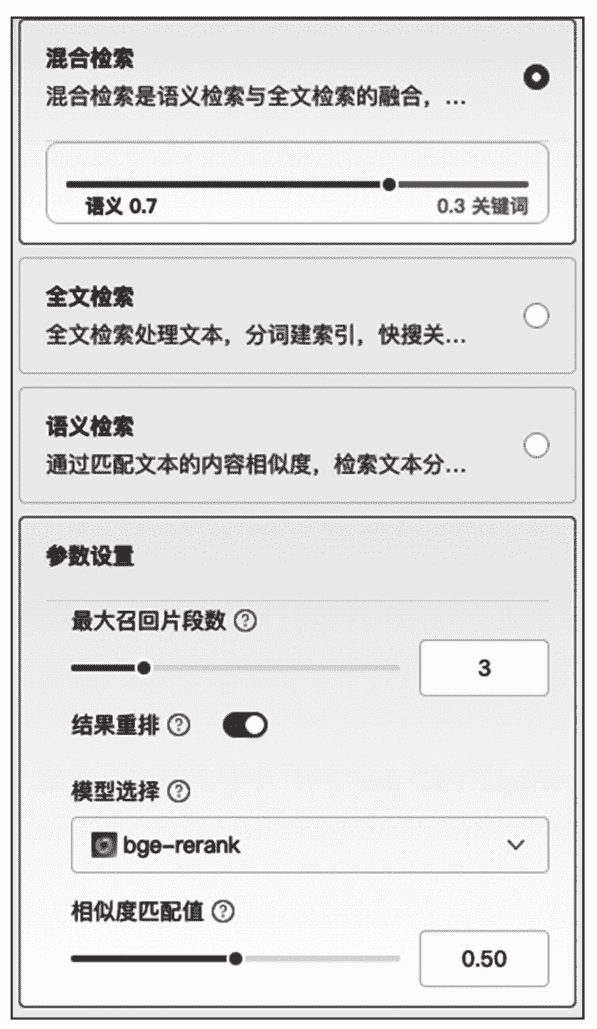 混合检索
混合检索是语义检索与全文检索的融合，...
语义 0.7
0.3 关键词
全文检索
全文检索处理文本，分词建索引，快搜关...
语义检索
通过匹配文本的内容相似度，检索文本分...
参数设置
最大召回片段数 ?
3
结果重排 ?
模型选择 ?
bge-rerank
相似度匹配值 ?
0.50